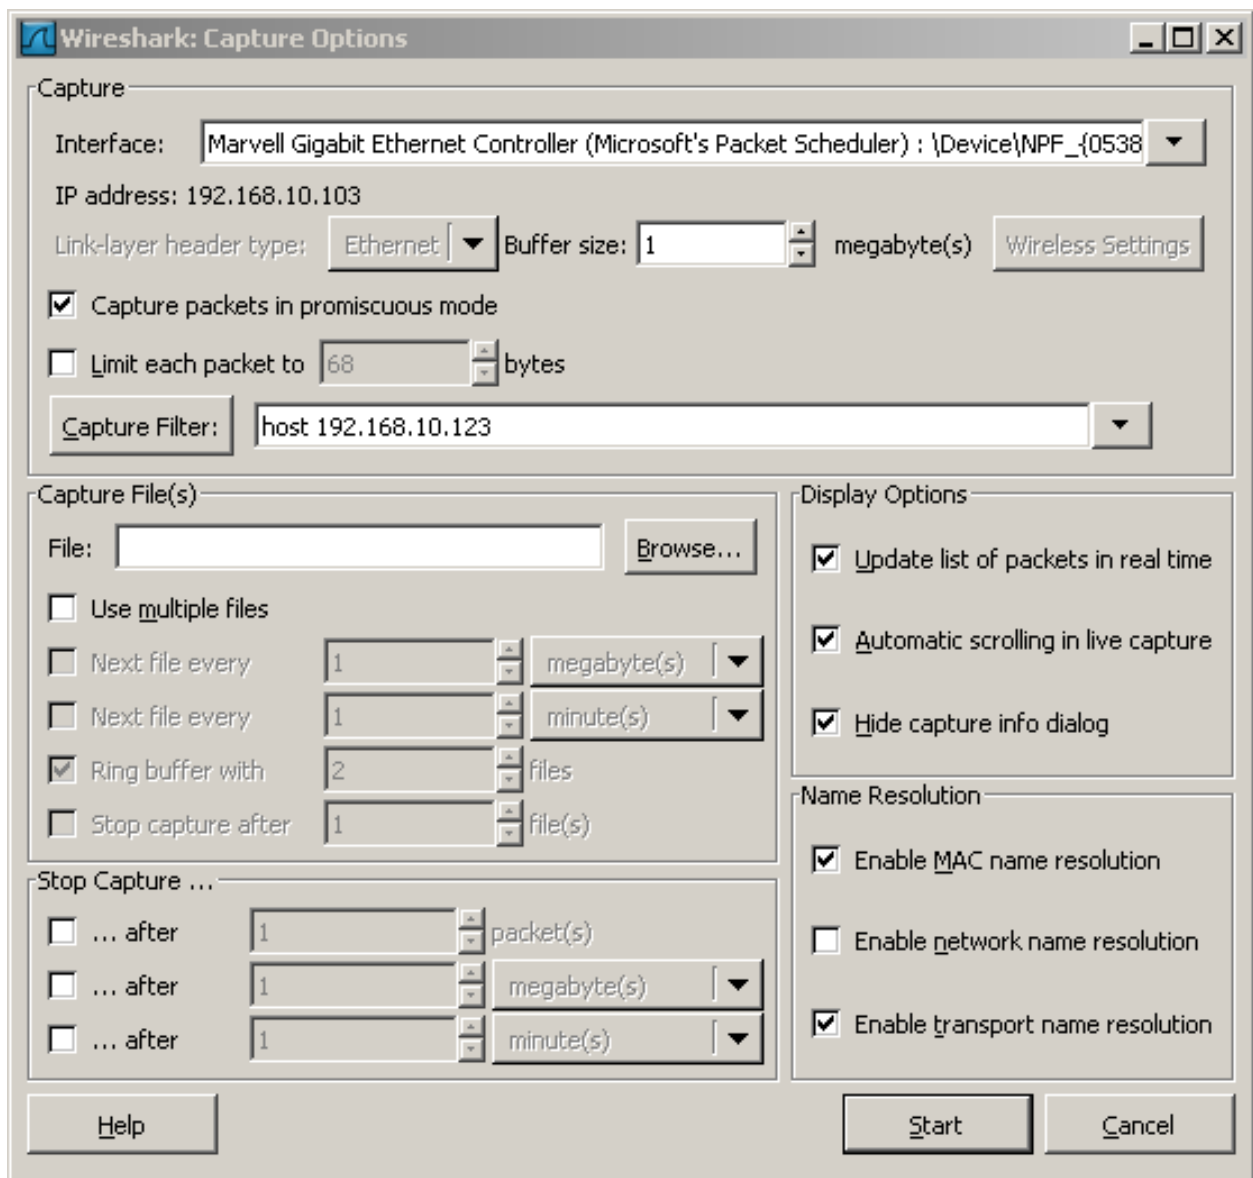 Wireshark: Capture Options
Capture
Interface: Marvell Gigabit Ethernet Controller (Microsoft's Packet Scheduler) : \Device\NPF_{0538
IP address: 192.168.10.103
Link-layer header type: Ethernet Buffer size: 1 megabyte(s) Wireless Settings
Capture packets in promiscuous mode
Limit each packet to 68 bytes
Capture Filter: host 192.168.10.123
Capture File(s)
File: Browse...
Use multiple files
Next file every 1 megabyte(s)
Next file every 1 minute(s)
Ring buffer with 2 files
Stop capture after 1 file(s)
Stop Capture ...
... after 1 packet(s)
... after 1 megabyte(s)
... after 1 minute(s)
Display Options
Update list of packets in real time
Automatic scrolling in live capture
Hide capture info dialog
Name Resolution
Enable MAC name resolution
Enable network name resolution
Enable transport name resolution
Help Start Cancel